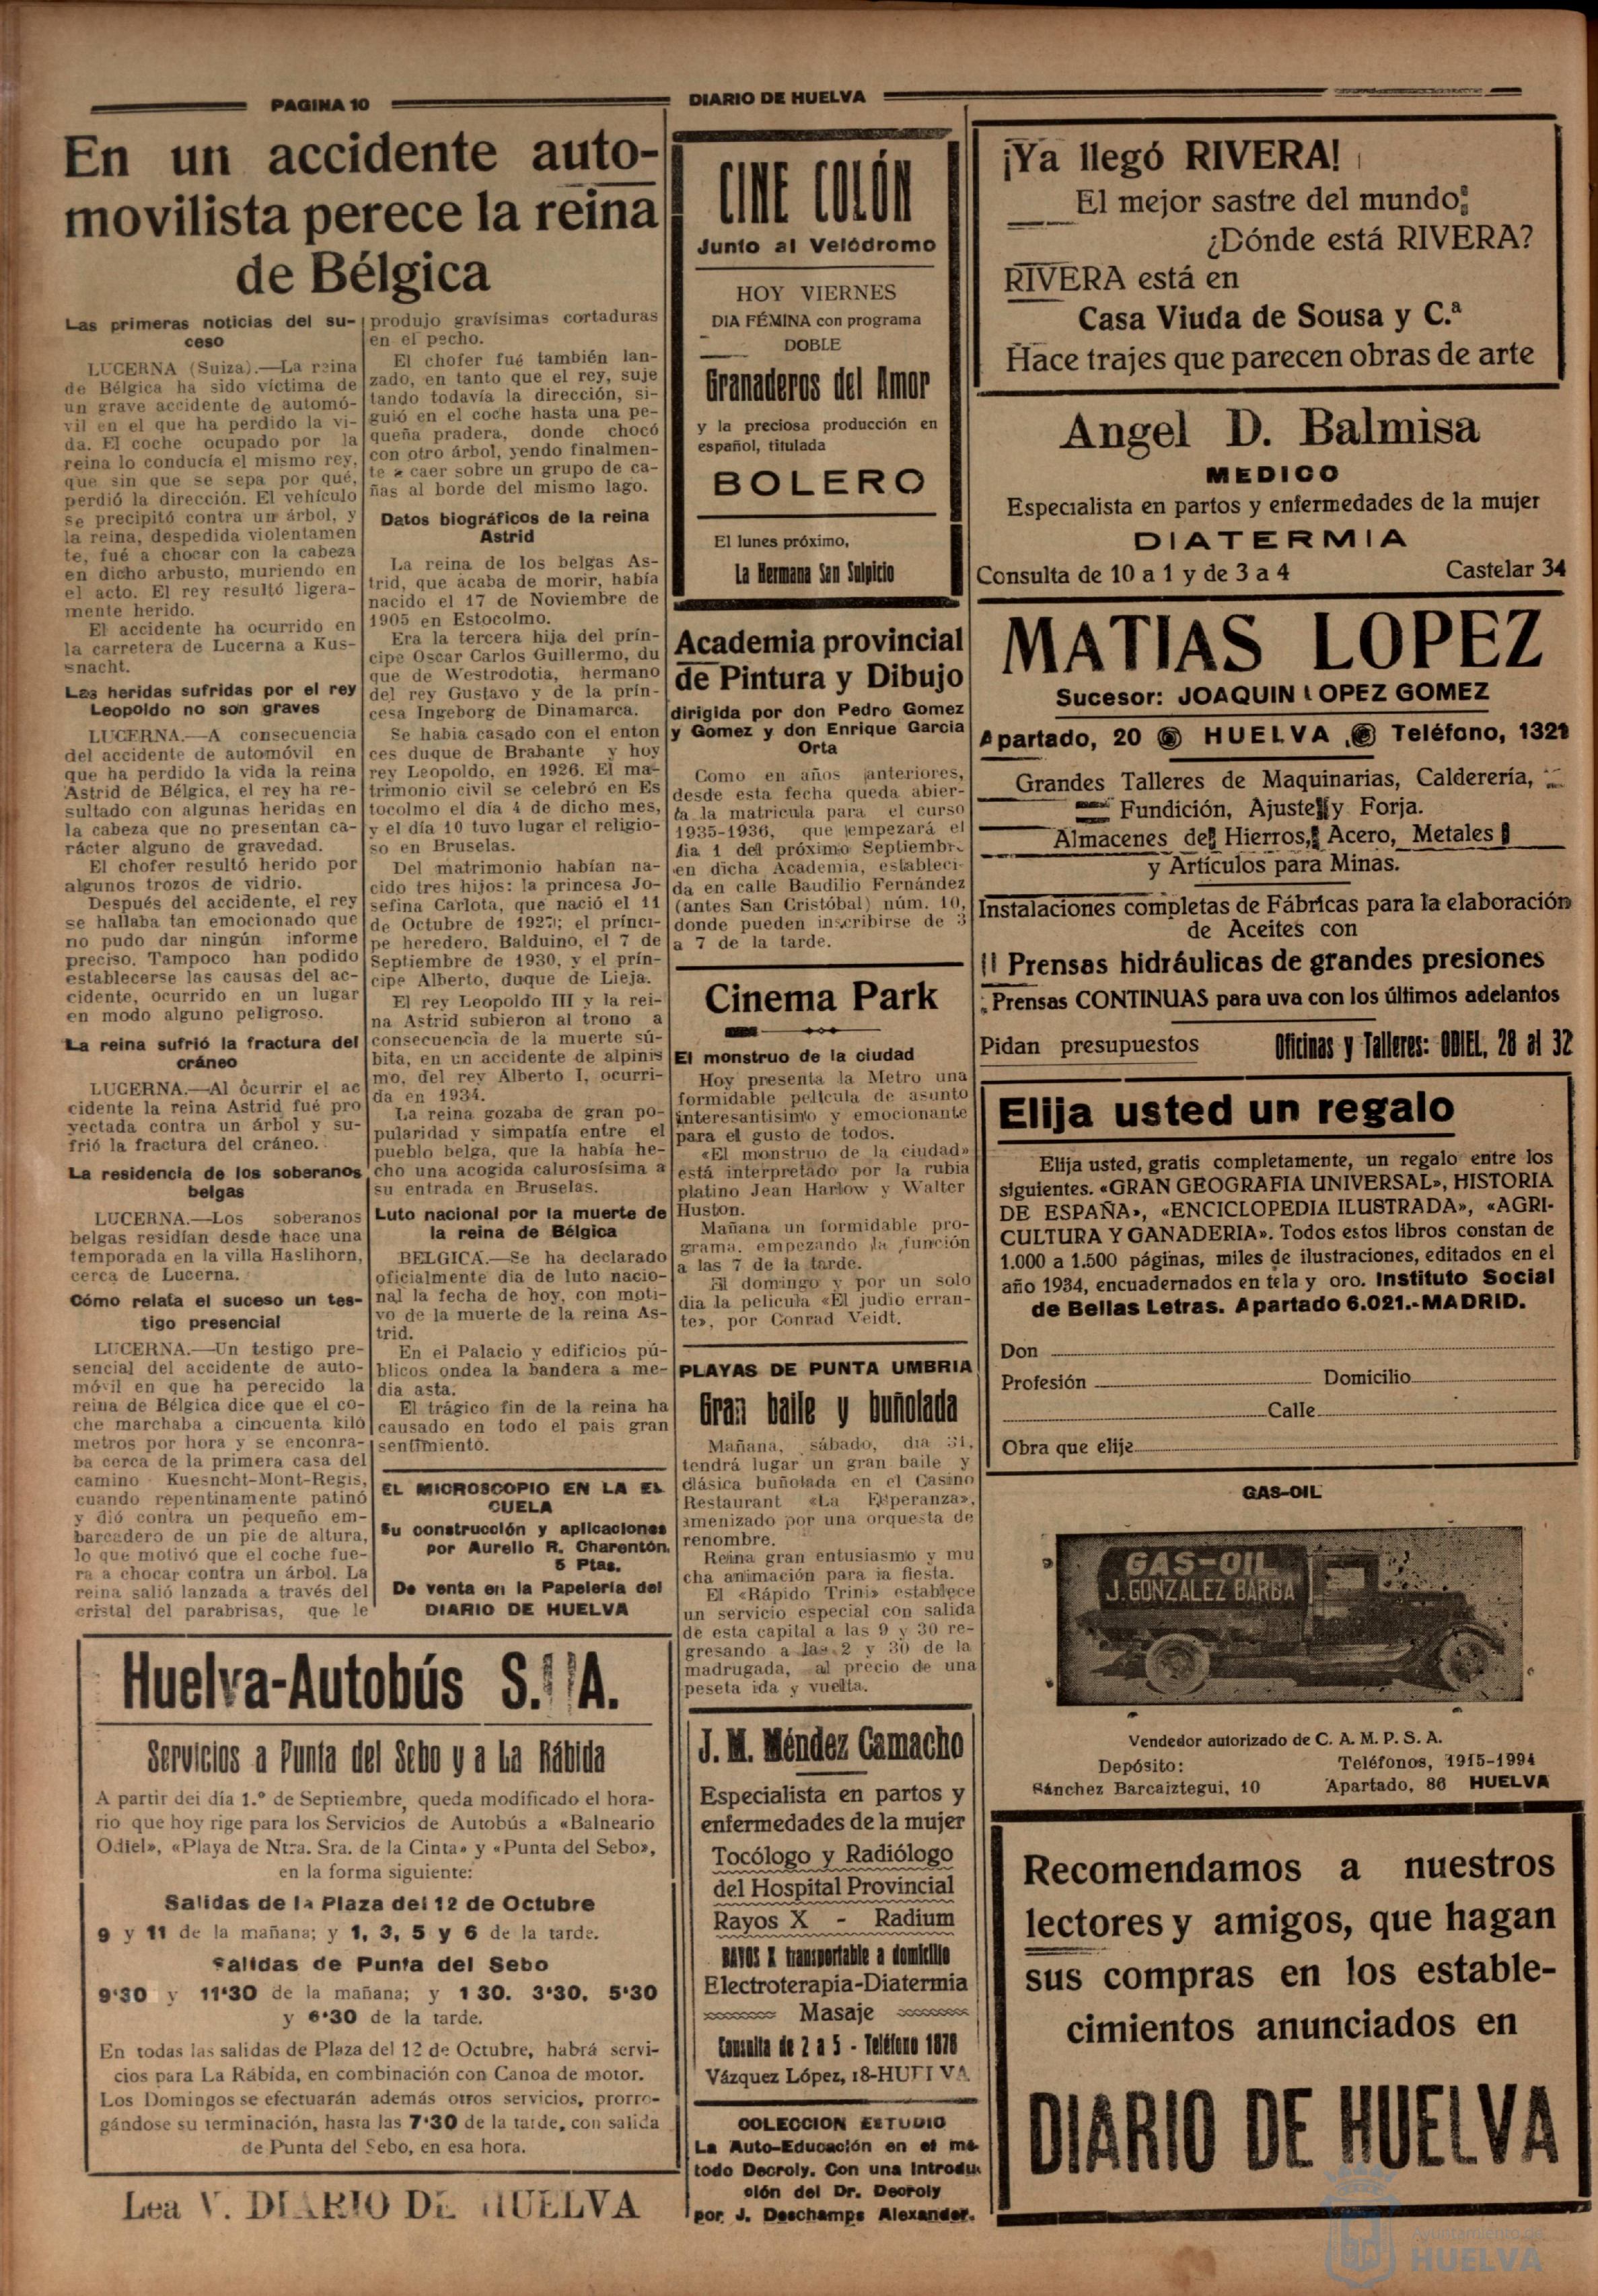 PAGINA 10
DIARIO DE HUELVA
En un accidente auto-
movilista perece la reina
de Bélgica
Las primeras noticias del su-
ceso
LUCERNA (Suiza).—La reina
de Bélgica ha sido víctima de
un grave accidente de automó-
vil en el que ha perdido la vi-
da. El coche ocupado por la
reina lo conducía el mismo rey,
que sin que se sepa por qué,
perdió la dirección. El vehículo
se precipitó contra un árbol, y
la reina, despedida violentamen
te, fué a chocar con la cabeza
en dicho arbusto, muriendo en
el acto. El rey resultó ligera-
mente herido.
El accidente ha ocurrido en
la carretera de Lucerna a Kus-
snacht.
Las heridas sufridas por el rey
Leopoldo no son graves
LUCERNA.—A consecuencia
del accidente de automóvil en
que ha perdido la vida la reina
Astrid de Bélgica, el rey ha re-
sultado con algunas heridas en
la cabeza que no presentan ca-
rácter alguno de gravedad.
El chofer resultó herido por
algunos trozos de vidrio.
Después del accidente, el rey
se hallaba tan emocionado que
no pudo dar ningún informe
preciso. Tampoco han podido
establecerse las causas del ac-
cidente, ocurrido en un lugar
en modo alguno peligroso.
La reina sufrió la fractura del
cráneo
LUCERNA.—Al ocurrir el ac
cidente la reina Astrid fué pro
yectada contra un árbol y su-
frió la fractura del cráneo.
La residencia de los soberanos
belgas
LUCERNA.—Los soberanos
belgas residían desde hace una
temporada en la villa Haslihorn,
cerca de Lucerna.
Cómo relata el suceso un tes-
tigo presencial
LUCERNA.—Un testigo pre-
sencial del accidente de auto-
móvil en que ha perecido la
reina de Bélgica dice que el co-
che marchaba a cincuenta kiló
metros por hora y se enconra-
ba cerca de la primera casa del
camino Kuesncht-Mont-Regis,
cuando repentinamente patinó
y dió contra un pequeño em-
barcadero de un pie de altura,
lo que motivó que el coche fue-
ra a chocar contra un árbol. La
reina salió lanzada a través del
cristal del parabrisas, que le
produjo gravísimas cortaduras
en el pecho.
El chofer fué también lan-
zado, en tanto que el rey, suje
tando todavía la dirección, si-
guió en el coche hasta una pe-
queña pradera, donde chocó
con otro árbol, yendo finalmen-
te a caer sobre un grupo de ca-
ñas al borde del mismo lago.
Datos biográficos de la reina
Astrid
La reina de los belgas As-
trid, que acaba de morir, había
nacido el 17 de Noviembre de
1905 en Estocolmo.
Era la tercera hija del prín-
cipe Oscar Carlos Guillermo, du
que de Westrodotia, hermano
del rey Gustavo y de la prin-
cesa Ingeborg de Dinamarca.
Se habia casado con el enton
ces duque de Brabante y hoy
rey Leopoldo, en 1926. El ma-
trimonio civil se celebró en Es
tocolmo el día 4 de dicho mes,
y el día 10 tuvo lugar el religio-
so en Bruselas.
Del matrimonio habían na-
cido tres hijos: la princesa Jo-
sefina Carlota, que nació el 11
de Octubre de 1927; el prínci-
pe heredero, Balduino, el 7 de
Septiembre de 1930, y el prín-
cipe Alberto, duque de Lieja.
El rey Leopoldo III y la rei-
na Astrid subieron al trono a
consecuencia de la muerte sú-
bita, en un accidente de alpinis
mo, del rey Alberto I, ocurri-
da en 1934.
La reina gozaba de gran po-
pularidad y simpatía entre el
pueblo belga, que la había he-
cho una acogida calurosísima a
su entrada en Bruselas.
Luto nacional por la muerte de
la reina de Bélgica
BELGICA.—Se ha declarado
oficialmente dia de luto nacio-
nal la fecha de hoy, con moti-
vo de la muerte de la reina As-
trid.
En el Palacio y edificios pú-
blicos ondea la bandera a me-
dia asta.
El trágico fin de la reina ha
causado en todo el pais gran
sentimiento.
EL MICROSCOPIO EN LA EL
CUELA
Su construcción y aplicaciones
por Aurelio R. Charentón.
5 Ptas.
De venta en la Papelería del
DIARIO DE HUELVA
Huelva-Autobús S. A.
Servicios a Punta del Sebo y a La Rábida
A partir del día 1.º de Septiembre, queda modificado el hora-
rio que hoy rige para los Servicios de Autobús a «Balneario
Odiel», «Playa de Ntra. Sra. de la Cinta» y «Punta del Sebo»,
en la forma siguiente:
Salidas de la Plaza del 12 de Octubre
9 y 11 de la mañana; y 1, 3, 5 y 6 de la tarde.
Salidas de Punta del Sebo
9'30 y 11'30 de la mañana; y 1 30. 3'30, 5'30
y 6'30 de la tarde.
En todas las salidas de Plaza del 12 de Octubre, habrá servi-
cios para La Rábida, en combinación con Canoa de motor.
Los Domingos se efectuarán además otros servicios, prorro-
gándose su terminación, hasta las 7'30 de la tarde, con salida
de Punta del Sebo, en esa hora.
Lea V. DIARIO DE HUELVA
CINE COLÓN
Junto al Velódromo
HOY VIERNES
DIA FÉMINA con programa
DOBLE
Granaderos del Amor
y la preciosa producción en
español, titulada
BOLERO
El lunes próximo,
La Hermana San Sulpicio
Academia provincial
de Pintura y Dibujo
dirigida por don Pedro Gomez
y Gomez y don Enrique Garcia
Orta
Como en años anteriores,
desde esta fecha queda abier-
ta la matricula para el curso
1935-1936, que empezará el
dia 1 del próximo Septiembre
en dicha Academia, estableci-
da en calle Baudilio Fernández
(antes San Cristóbal) núm. 10,
donde pueden inscribirse de 3
a 7 de la tarde.
Cinema Park
El monstruo de la ciudad
Hoy presenta la Metro una
formidable pelicula de asunto
interesantisimo y emocionante
para el gusto de todos.
«El monstruo de la ciudad»
está interpretado por la rubia
platino Jean Harlow y Walter
Huston.
Mañana un formidable pro-
grama. empezando la función
a las 7 de la tarde.
El domingo y por un solo
dia la pelicula «El judio erran-
te», por Conrad Veidt.
PLAYAS DE PUNTA UMBRIA
Gran baile y buñolada
Mañana, sábado, dia 31,
tendrá lugar un gran baile y
clásica buñolada en el Casino
Restaurant «La Esperanza»,
amenizado por una orquesta de
renombre.
Reina gran entusiasmo y mu
cha animación para la fiesta.
El «Rápido Trini» establece
un servicio especial con salida
de esta capital a las 9 y 30 re-
gresando a las 2 y 30 de la
madrugada, al precio de una
peseta ida y vuelta.
J. M. Méndez Camacho
Especialista en partos y
enfermedades de la mujer
Tocólogo y Radiólogo
del Hospital Provincial
Rayos X - Radium
RAYOS X transportable a domicilio
Electroterapia-Diatermia
Masaje
Consulta de 2 a 5 - Teléfono 1878
Vázquez López, 18-HUELVA
COLECCION ESTUDIO
La Auto-Educación en el mé-
todo Decroly. Con una Introdu
ción del Dr. Decroly
por J. Deschamps Alexander.
¡Ya llegó RIVERA!
El mejor sastre del mundo
¿Dónde está RIVERA?
RIVERA está en
Casa Viuda de Sousa y C.ª
Hace trajes que parecen obras de arte
Angel D. Balmisa
MEDICO
Especialista en partos y enfermedades de la mujer
DIATERMIA
Consulta de 10 a 1 y de 3 a 4 Castelar 34
MATIAS LOPEZ
Sucesor: JOAQUIN LOPEZ GOMEZ
Apartado, 20 HUELVA Teléfono, 1321
Grandes Talleres de Maquinarias, Calderería,
Fundición, Ajuste y Forja.
Almacenes de Hierros, Acero, Metales
y Artículos para Minas.
Instalaciones completas de Fábricas para la elaboración
de Aceites con
Prensas hidráulicas de grandes presiones
Prensas CONTINUAS para uva con los últimos adelantos
Pidan presupuestos Oficinas y Talleres: ODIEL, 28 al 32
Elija usted un regalo
Elija usted, gratis completamente, un regalo entre los
siguientes. «GRAN GEOGRAFIA UNIVERSAL», HISTORIA
DE ESPAÑA», «ENCICLOPEDIA ILUSTRADA», «AGRI-
CULTURA Y GANADERIA». Todos estos libros constan de
1.000 a 1.500 páginas, miles de ilustraciones, editados en el
año 1934, encuadernados en tela y oro. Instituto Social
de Bellas Letras. Apartado 6.021.-MADRID.
Don
Profesión Domicilio
Calle
Obra que elije
GAS-OIL
GAS-OIL
J. GONZALEZ BARBA
Vendedor autorizado de C. A. M. P. S. A.
Depósito: Teléfonos, 1915-1994
Sánchez Barcaiztegui, 10 Apartado, 86 HUELVA
Recomendamos a nuestros
lectores y amigos, que hagan
sus compras en los estable-
cimientos anunciados en
DIARIO DE HUELVA
Ayuntamiento de
HUELVA